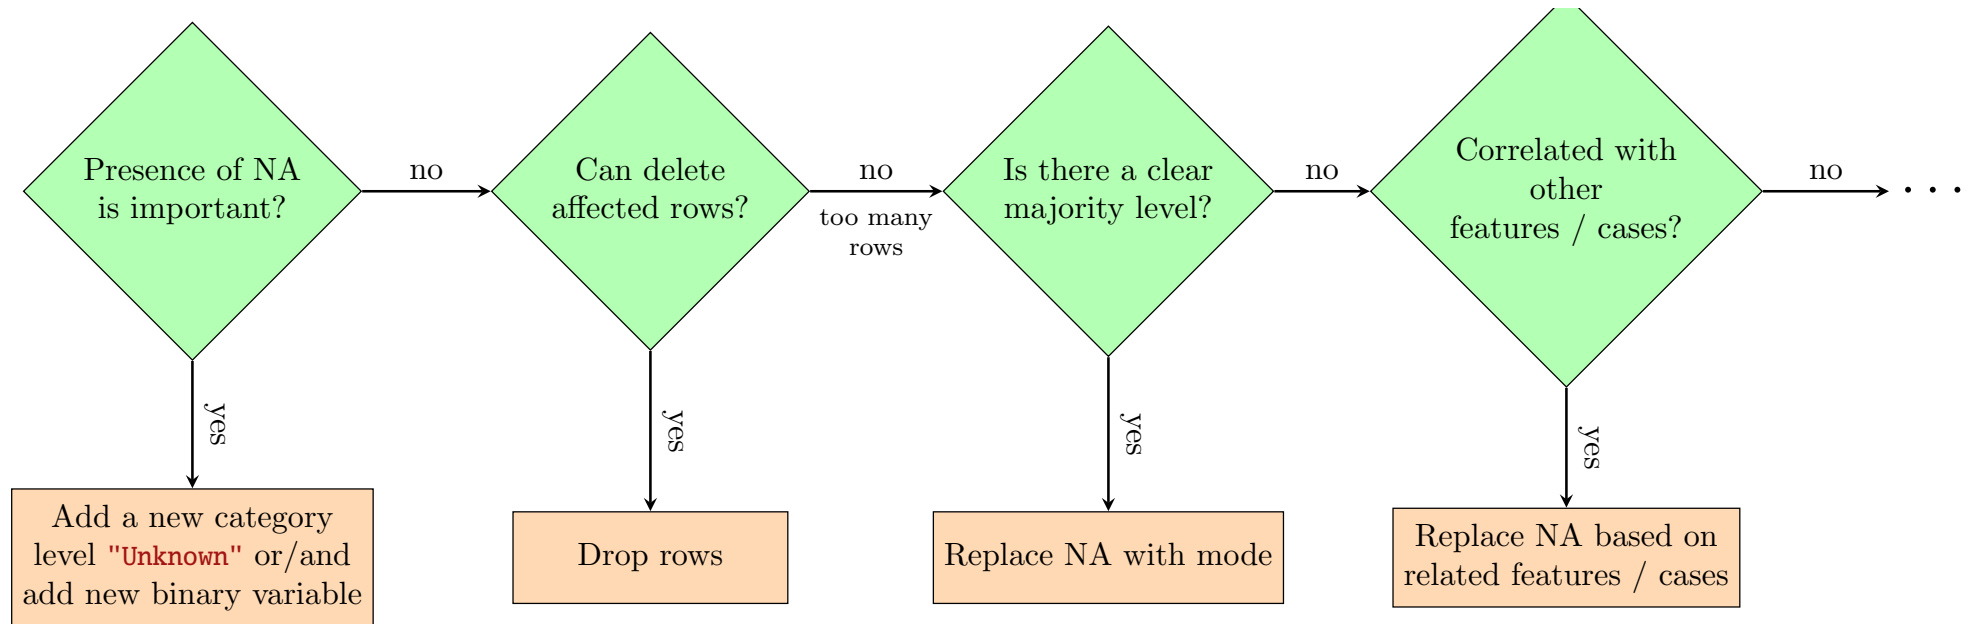 Presence of NA
is important?
no
Can delete
affected rows?
no
too many
rows
Is there a clear
majority level?
no
Correlated with
other
features / cases?
no
...
yes
yes
yes
yes
Add a new category
level "Unknown" or/and
add new binary variable
Drop rows
Replace NA with mode
Replace NA based on
related features / cases